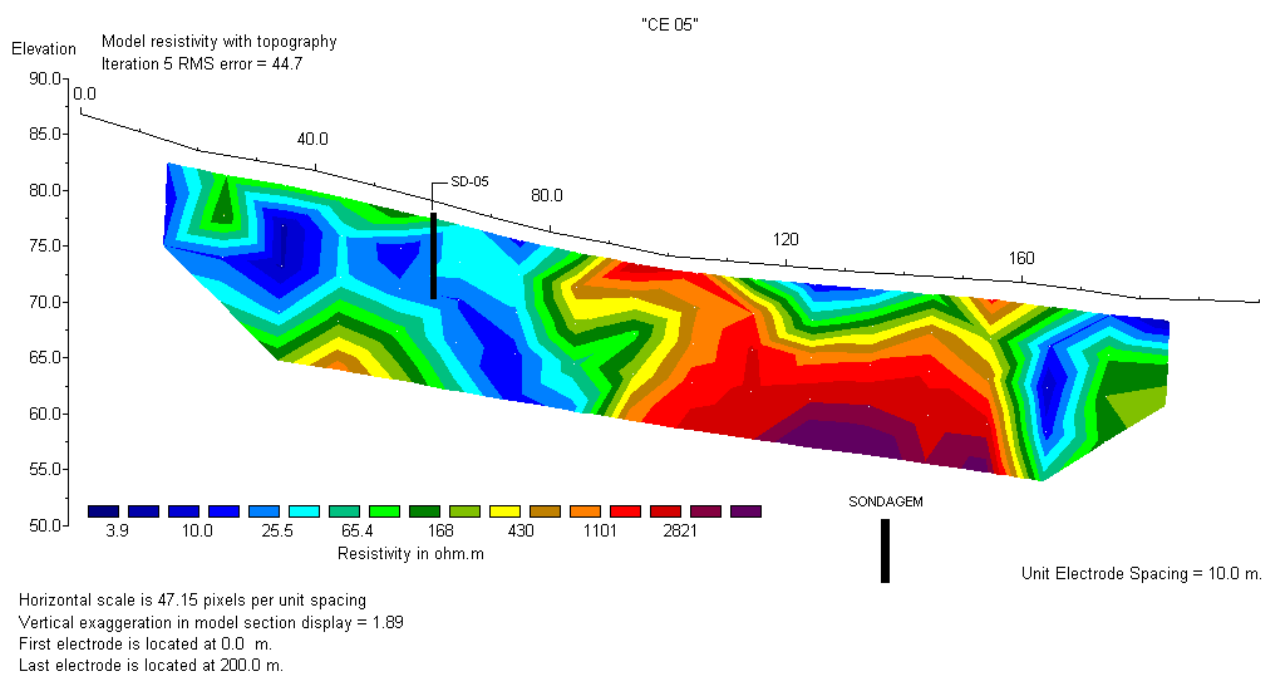 "CE 05"
Elevation
Model resistivity with topography
Iteration 5 RMS error = 44.7
90.0
0.0
85.0
40.0
80.0
SD-05
80.0
75.0
120
160
70.0
65.0
60.0
55.0
50.0
SONDAGEM
3.9 10.0 25.5 65.4 168 430 1101 2821
Resistivity in ohm.m
Unit Electrode Spacing = 10.0 m.
Horizontal scale is 47.15 pixels per unit spacing
Vertical exaggeration in model section display = 1.89
First electrode is located at 0.0 m.
Last electrode is located at 200.0 m.